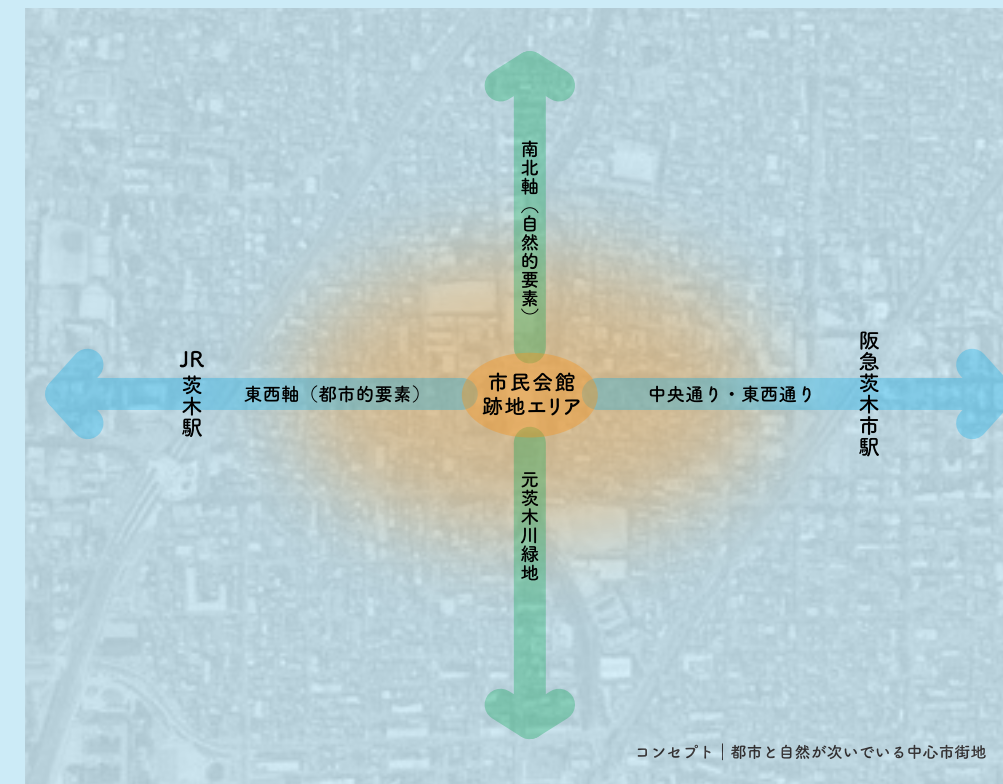 南北軸（自然的要素）
JR
茨木駅
東西軸（都市的要素）
市民会館
跡地エリア
中央通り・東西通り
阪急茨木市駅
元茨木川緑地
コンセプト｜都市と自然が次いでいる中心市街地